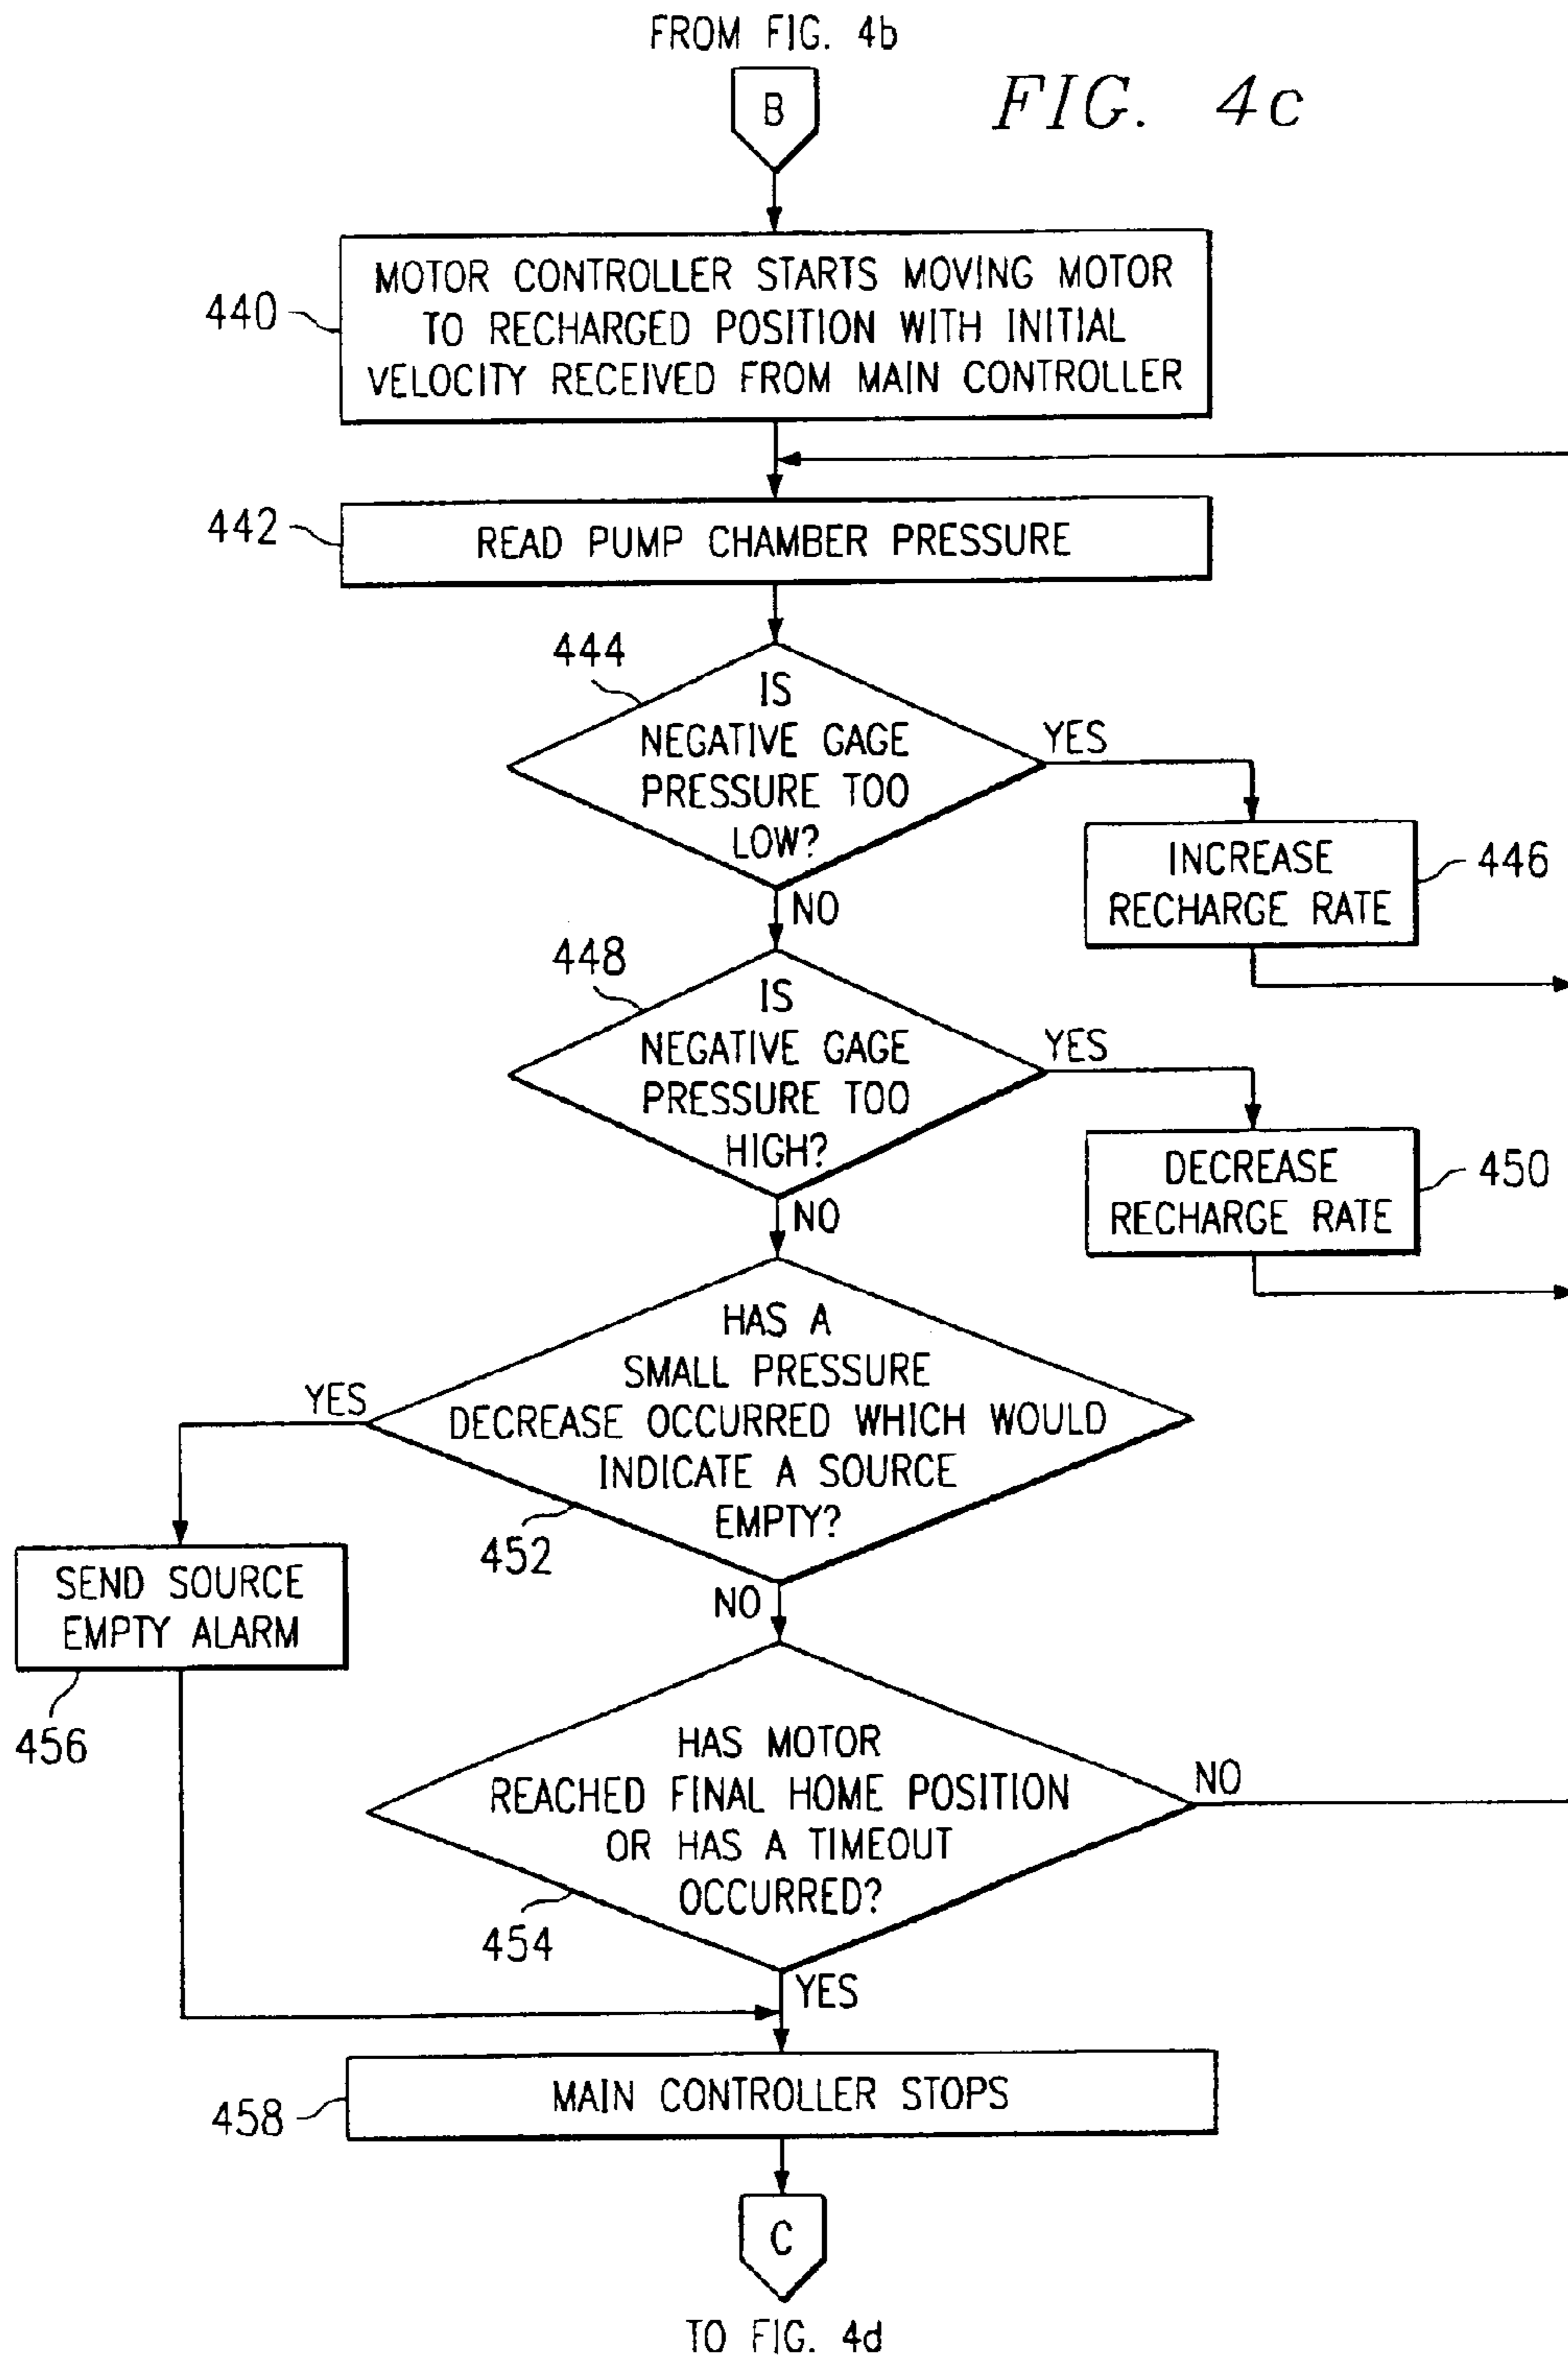 FROM FIG. 4b
B
FIG. 4c
440
MOTOR CONTROLLER STARTS MOVING MOTOR
TO RECHARGED POSITION WITH INITIAL
VELOCITY RECEIVED FROM MAIN CONTROLLER
442
READ PUMP CHAMBER PRESSURE
444
IS
NEGATIVE GAGE
PRESSURE TOO
LOW?
YES
INCREASE
RECHARGE RATE
446
NO
448
IS
NEGATIVE GAGE
PRESSURE TOO
HIGH?
YES
DECREASE
RECHARGE RATE
450
NO
HAS A
SMALL PRESSURE
DECREASE OCCURRED WHICH WOULD
INDICATE A SOURCE
EMPTY?
YES
452
SEND SOURCE
EMPTY ALARM
456
NO
HAS MOTOR
REACHED FINAL HOME POSITION
OR HAS A TIMEOUT
OCCURRED?
NO
454
YES
458
MAIN CONTROLLER STOPS
C
TO FIG. 4d